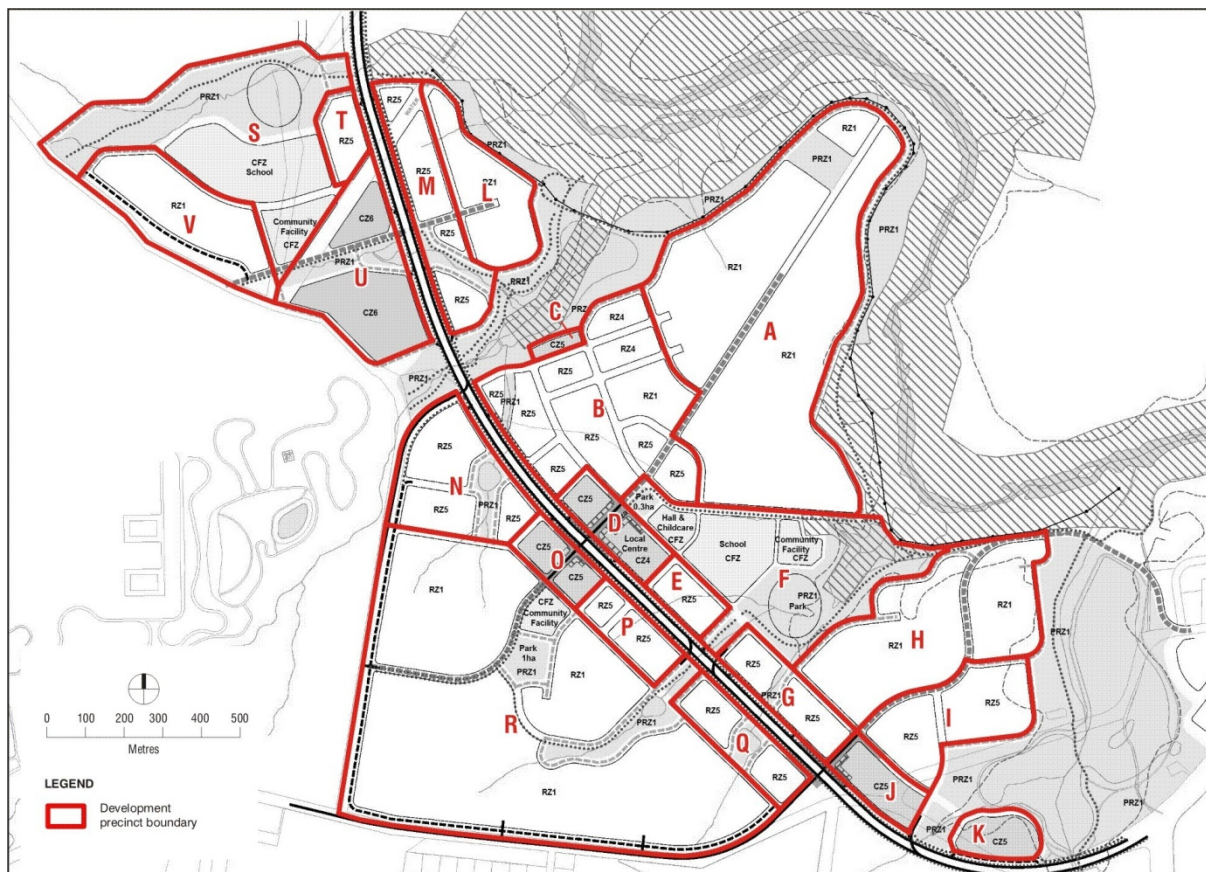 PRZ1
S
T
RZ5
CFZ
School
RZ1
V
Community
Facility
CFZ
PRZ1
U
CZ6
CZ6
RZ5
WATER
RZ5
M
RZ1
L
PRZ1
RZ5
PRZ1
RZ5
PRZ1
RZ1
PRZ1
PRZ1
PRZ1
RZ1
A
RZ1
C
CZ5
RZ4
RZ4
RZ5
RZ5
PRZ1
RZ5
B
RZ1
RZ5
RZ5
RZ5
RZ5
PRZ1
RZ5
N
RZ5
PRZ1
RZ5
CZ5
D
Park
0.3ha
Hall &
Childcare
CFZ
Local
Centre
CZ4
School
CFZ
Community
Facility
CFZ
F
PRZ1
Park
O
CZ5
CZ5
E
RZ5
RZ1
CFZ
Community
Facility
RZ5
P
RZ5
Park
1ha
PRZ1
RZ1
R
PRZ1
RZ1
RZ5
PRZ1
G
RZ5
RZ5
Q
RZ5
RZ1
H
RZ1
PRZ1
RZ5
I
RZ5
CZ5
J
PRZ1
PRZ1
PRZ1
K
CZ5
0 100 200 300 400 500
Metres
LEGEND
Development
precinct boundary